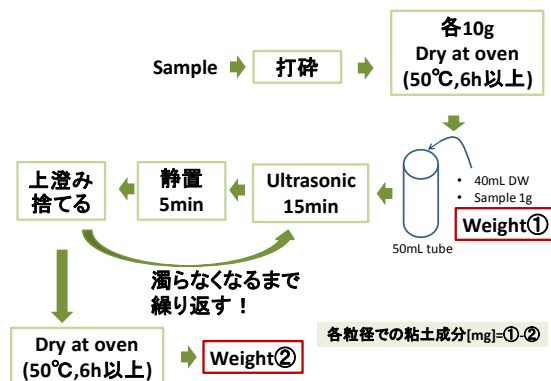 Sample
打砕
各10g
Dry at oven
(50℃,6h以上)
• 40mL DW
• Sample 1g
Weight①
50mL tube
Ultrasonic
15min
静置
5min
上澄み
捨てる
濁らなくなるまで
繰り返す！
Dry at oven
(50℃,6h以上)
Weight②
各粒径での粘土成分[mg]=①-②